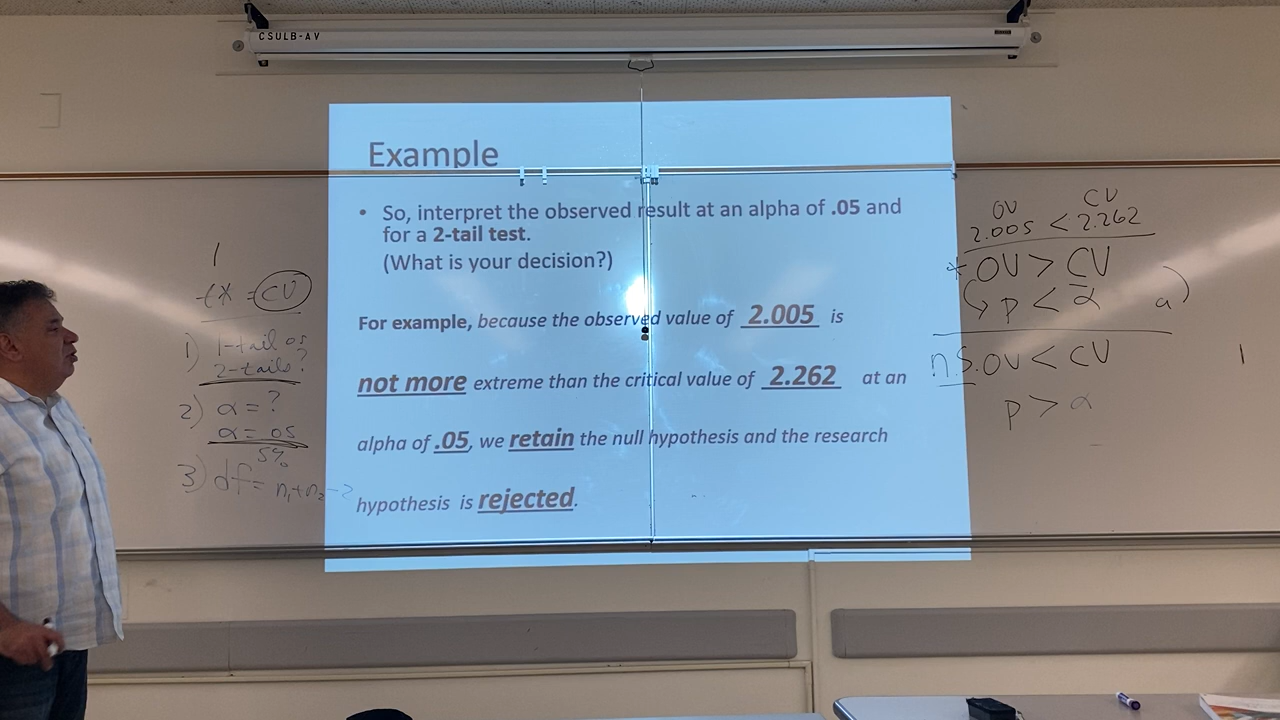 CSULB-AV
Example
• So, interpret the observed result at an alpha of .05 and
for a 2-tail test.
(What is your decision?)
For example, because the observed value of 2.005 is
not more extreme than the critical value of 2.262 at an
alpha of .05, we retain the null hypothesis and the research
hypothesis is rejected.
1
-t* = CV
1) 1-tail or
2-tails?
2) α = ?
α = .05
5%
3) df = n₁+n₂-2
OV CV
2.005 < 2.262
* OV > CV
↳ p < α a)
n.S. OV < CV
p > α